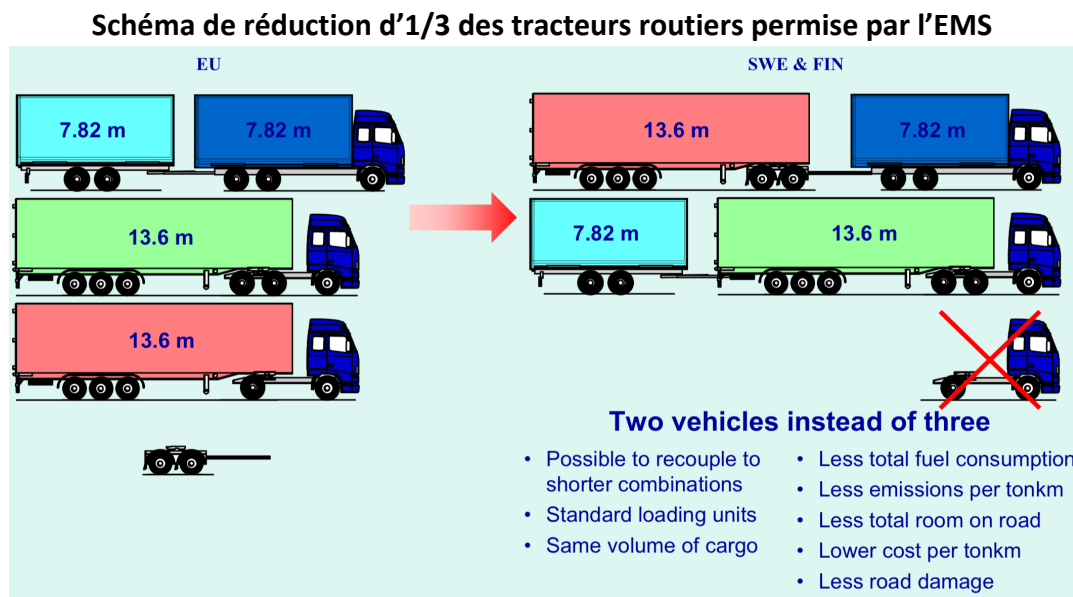 Schéma de réduction d'1/3 des tracteurs routiers permise par l'EMS
EU
7.82 m
7.82 m
13.6 m
13.6 m
SWE & FIN
13.6 m
7.82 m
7.82 m
13.6 m
Two vehicles instead of three
• Possible to recouple to
shorter combinations
• Standard loading units
• Same volume of cargo
• Less total fuel consumption
• Less emissions per tonkm
• Less total room on road
• Lower cost per tonkm
• Less road damage